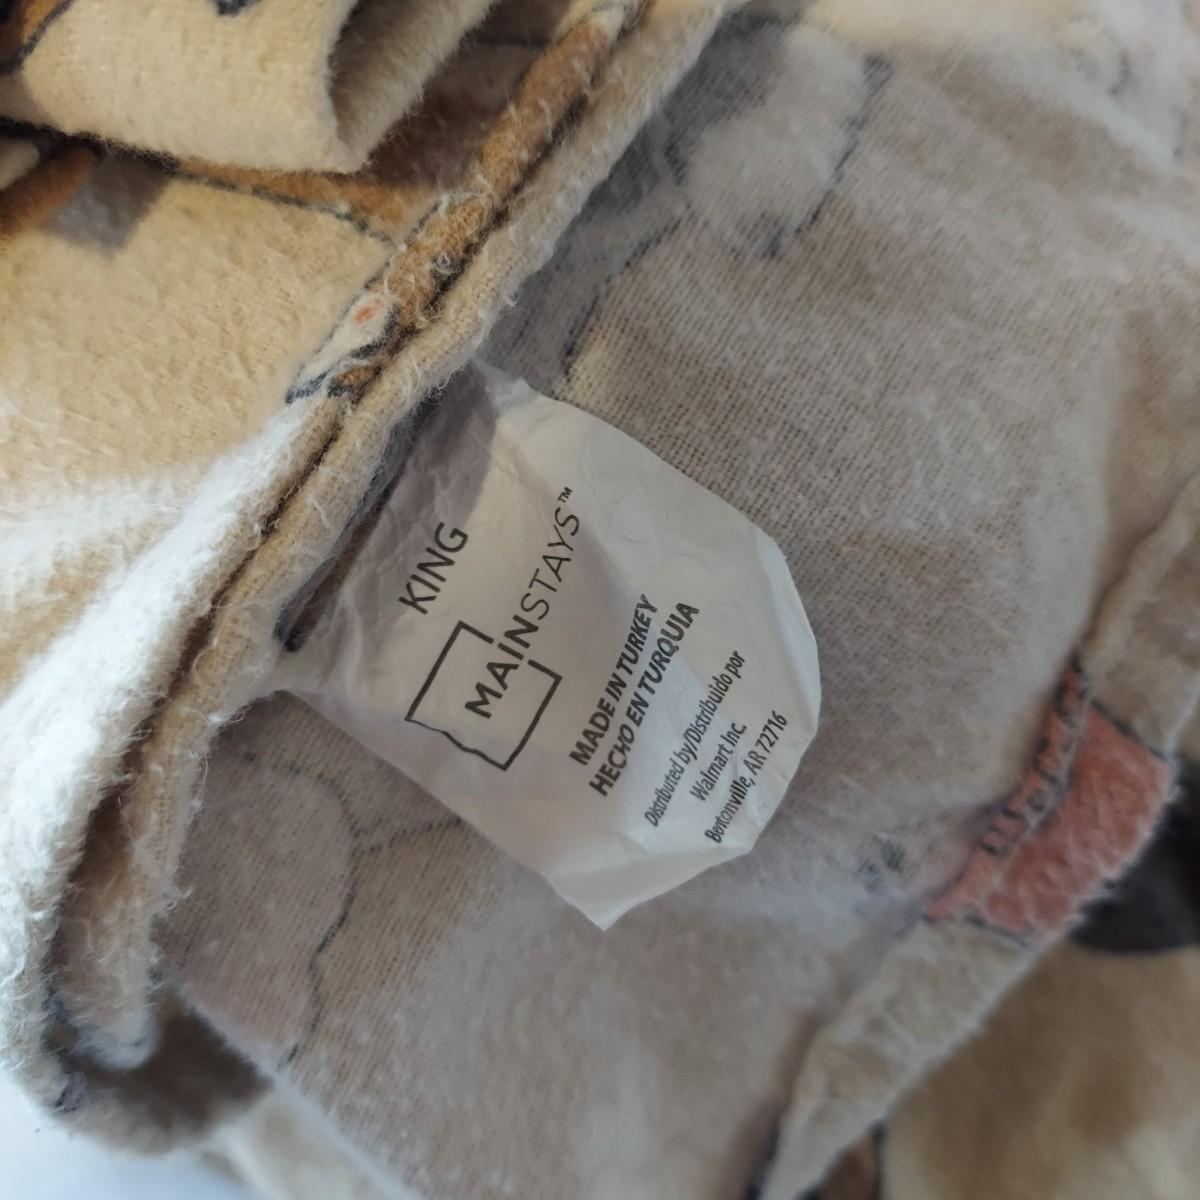 KING
MAINSTAYS™
MADE IN TURKEY
HECHO EN TURQUIA
Distributed by/Distribuido por
Walmart Inc.
Bentonville, AR 72716